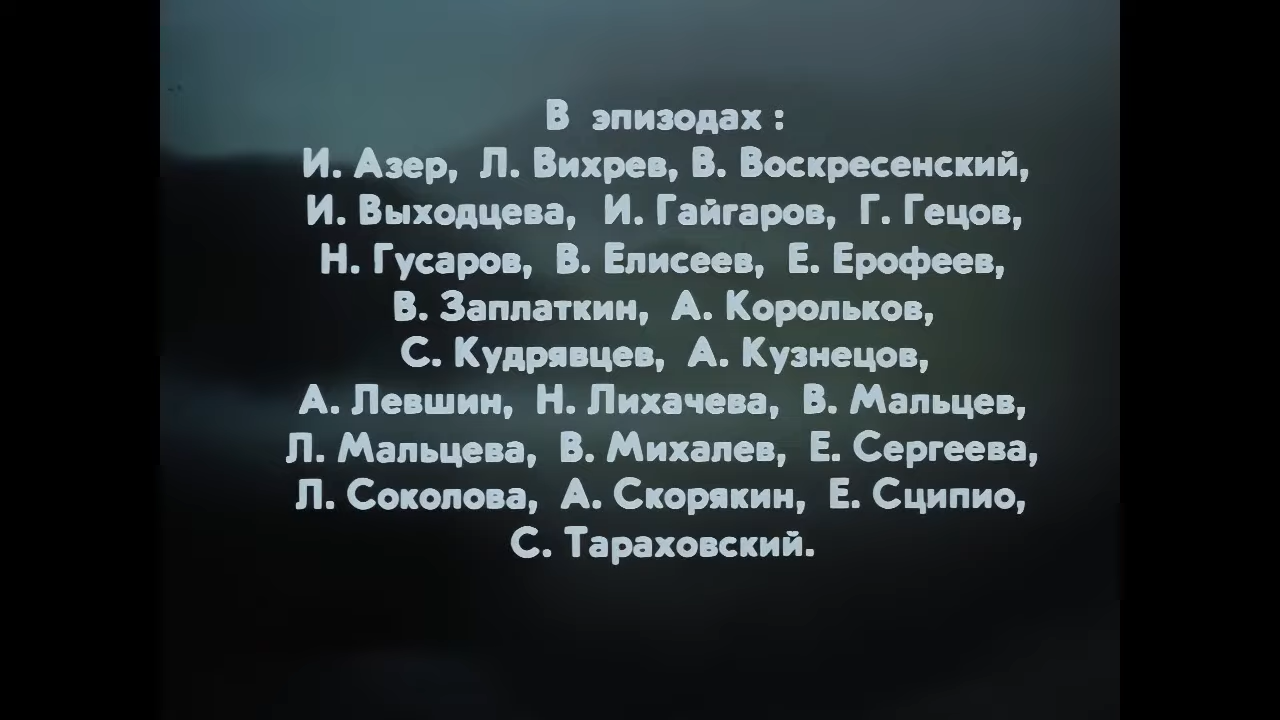 В эпизодах :
И. Азер, Л. Вихрев, В. Воскресенский,
И. Выходцева, И. Гайгаров, Г. Гецов,
Н. Гусаров, В. Елисеев, Е. Ерофеев,
В. Заплаткин, А. Корольков,
С. Кудрявцев, А. Кузнецов,
А. Левшин, Н. Лихачева, В. Мальцев,
Л. Мальцева, В. Михалев, Е. Сергеева,
Л. Соколова, А. Скорякин, Е. Сципио,
С. Тараховский.